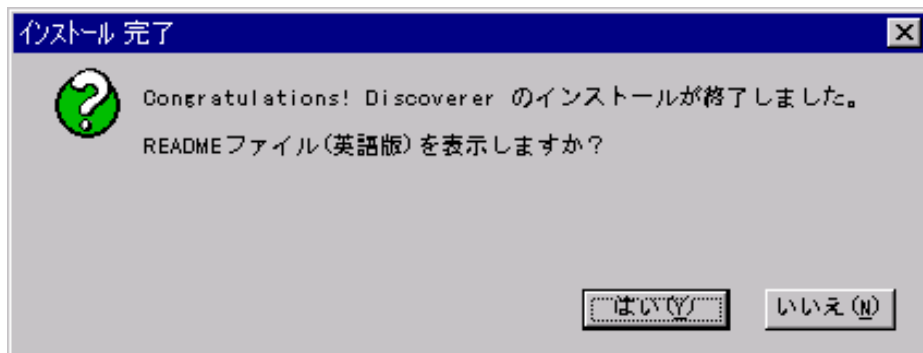 インストール 完了
Congratulations! Discoverer のインストールが終了しました。
READMEファイル(英語版)を表示しますか?
はい(Y) いいえ(N)